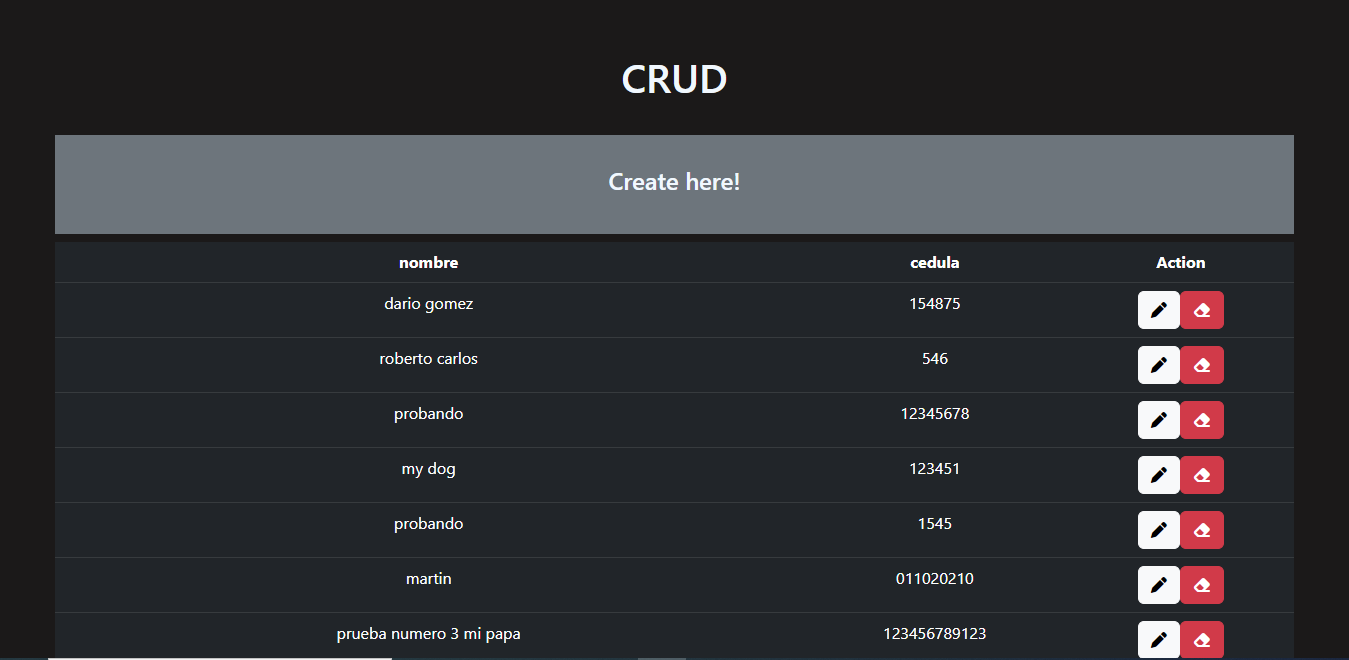 CRUD
Create here!
nombre cedula Action
dario gomez 154875
roberto carlos 546
probando 12345678
my dog 123451
probando 1545
martin 011020210
prueba numero 3 mi papa 123456789123